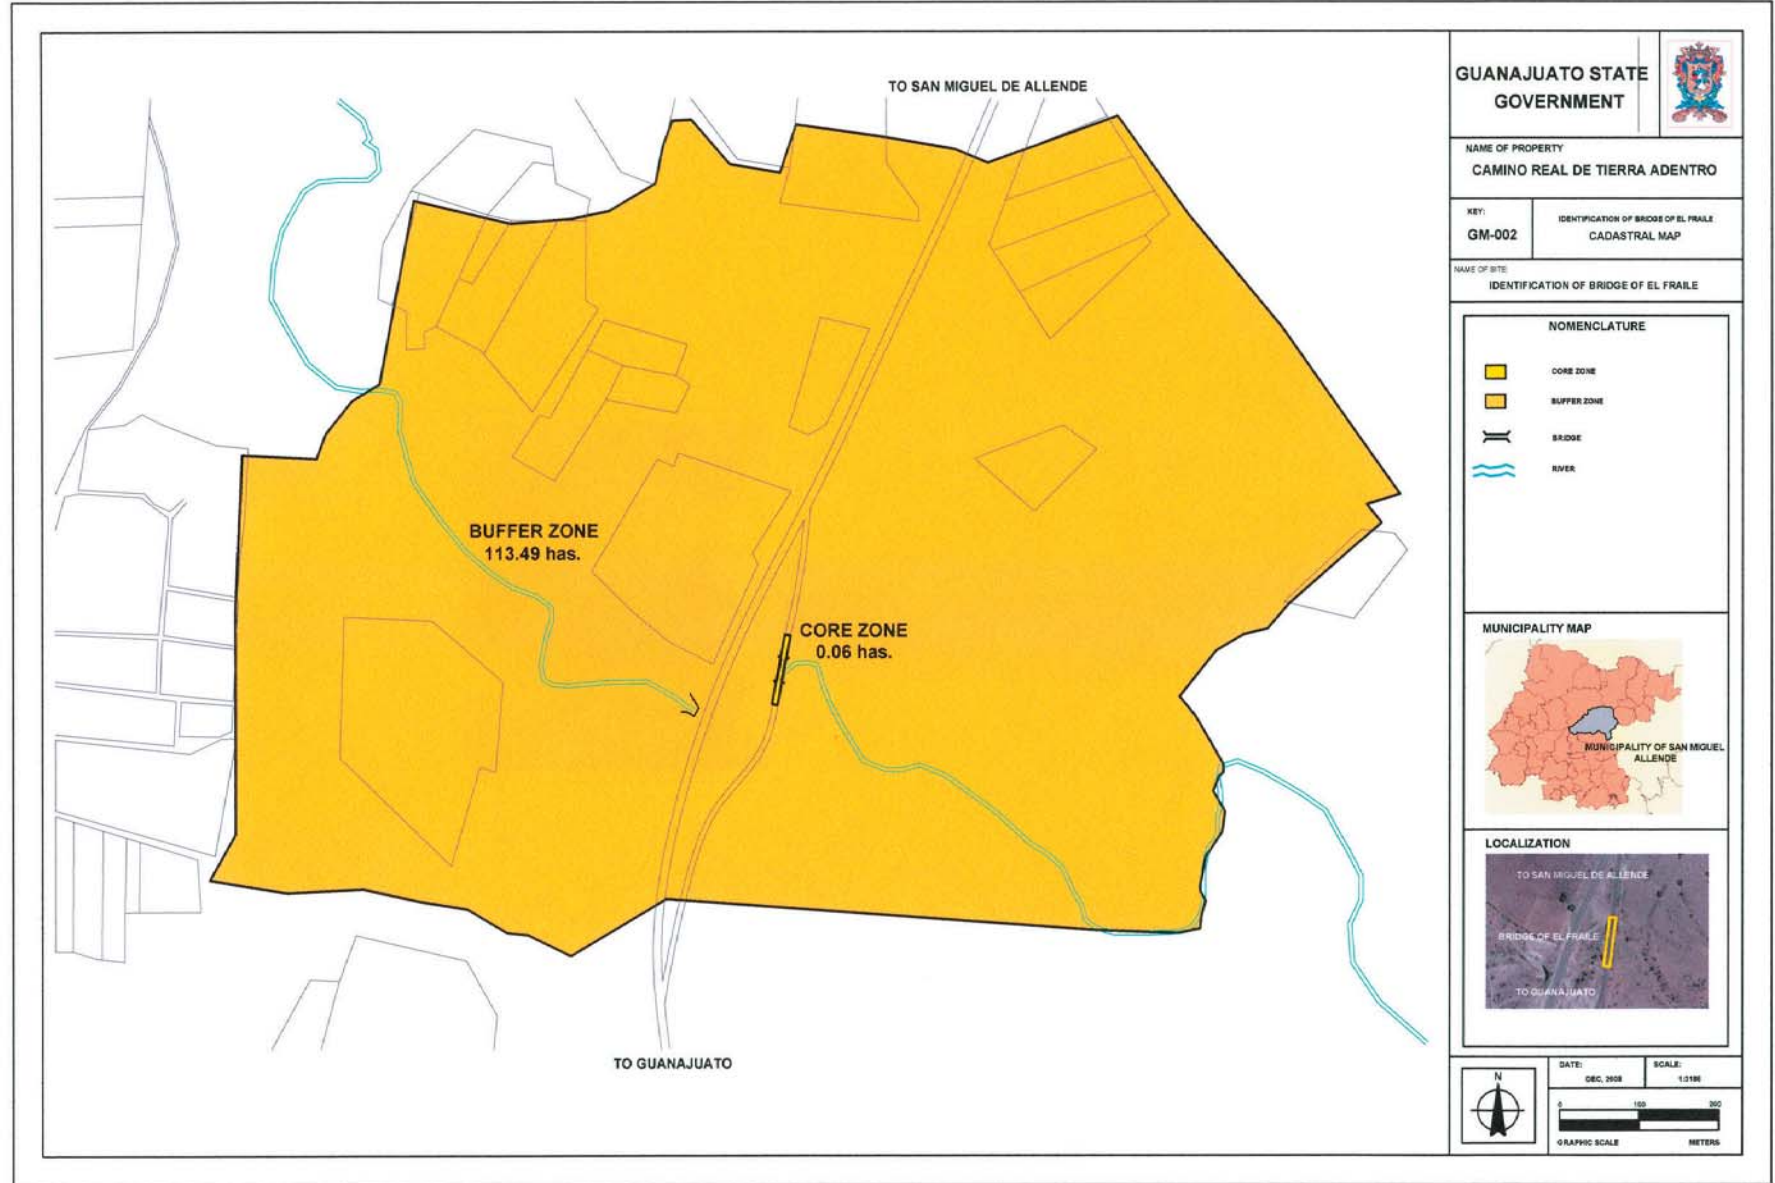 TO SAN MIGUEL DE ALLENDE
BUFFER ZONE
113.49 has.
CORE ZONE
0.06 has.
TO GUANAJUATO
GUANAJUATO STATE
GOVERNMENT
NAME OF PROPERTY
CAMINO REAL DE TIERRA ADENTRO
KEY:
GM-002
IDENTIFICATION OF BRIDGE OF EL FRAILE
CADASTRAL MAP
NAME OF SITE:
IDENTIFICATION OF BRIDGE OF EL FRAILE
NOMENCLATURE
CORE ZONE
BUFFER ZONE
BRIDGE
RIVER
MUNICIPALITY MAP
MUNICIPALITY OF SAN MIGUEL
ALLENDE
LOCALIZATION
TO SAN MIGUEL DE ALLENDE
BRIDGE OF EL FRAILE
TO GUANAJUATO
N
DATE:
DEC, 2008
SCALE:
0 100 200
GRAPHIC SCALE METERS